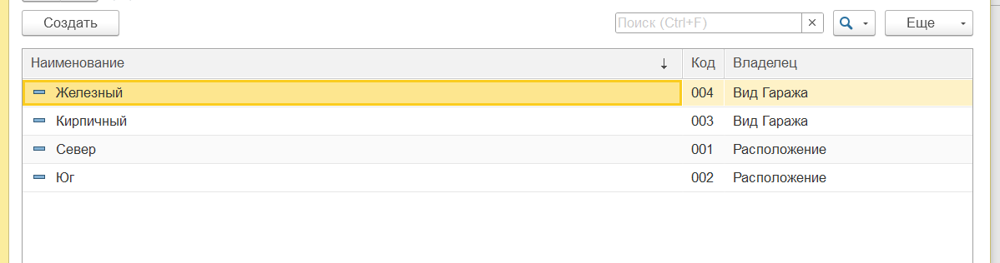 Создать Поиск (Ctrl+F) × Еще
Наименование ↓ Код Владелец
Железный 004 Вид Гаража
Кирпичный 003 Вид Гаража
Север 001 Расположение
Юг 002 Расположение